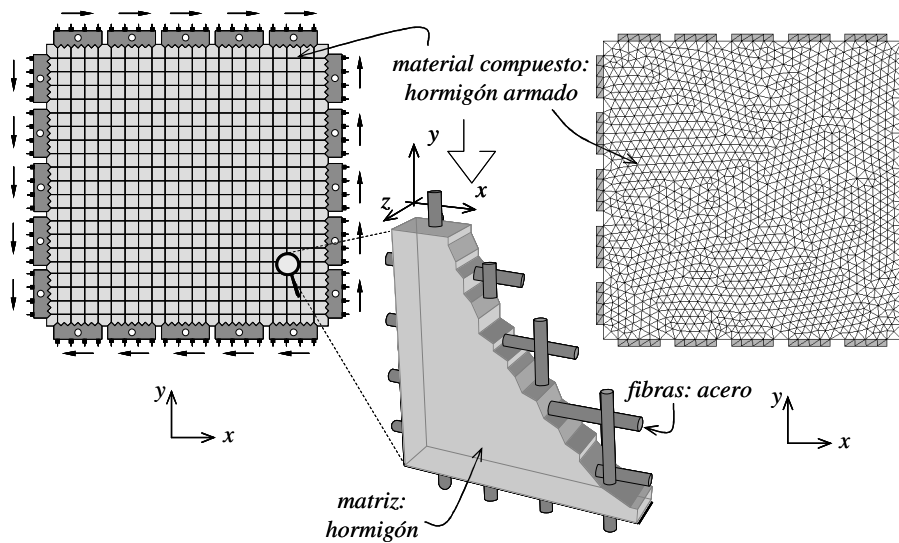 material compuesto:
hormigón armado
y
x
z
fibras: acero
y
x
y
x
matriz:
hormigón